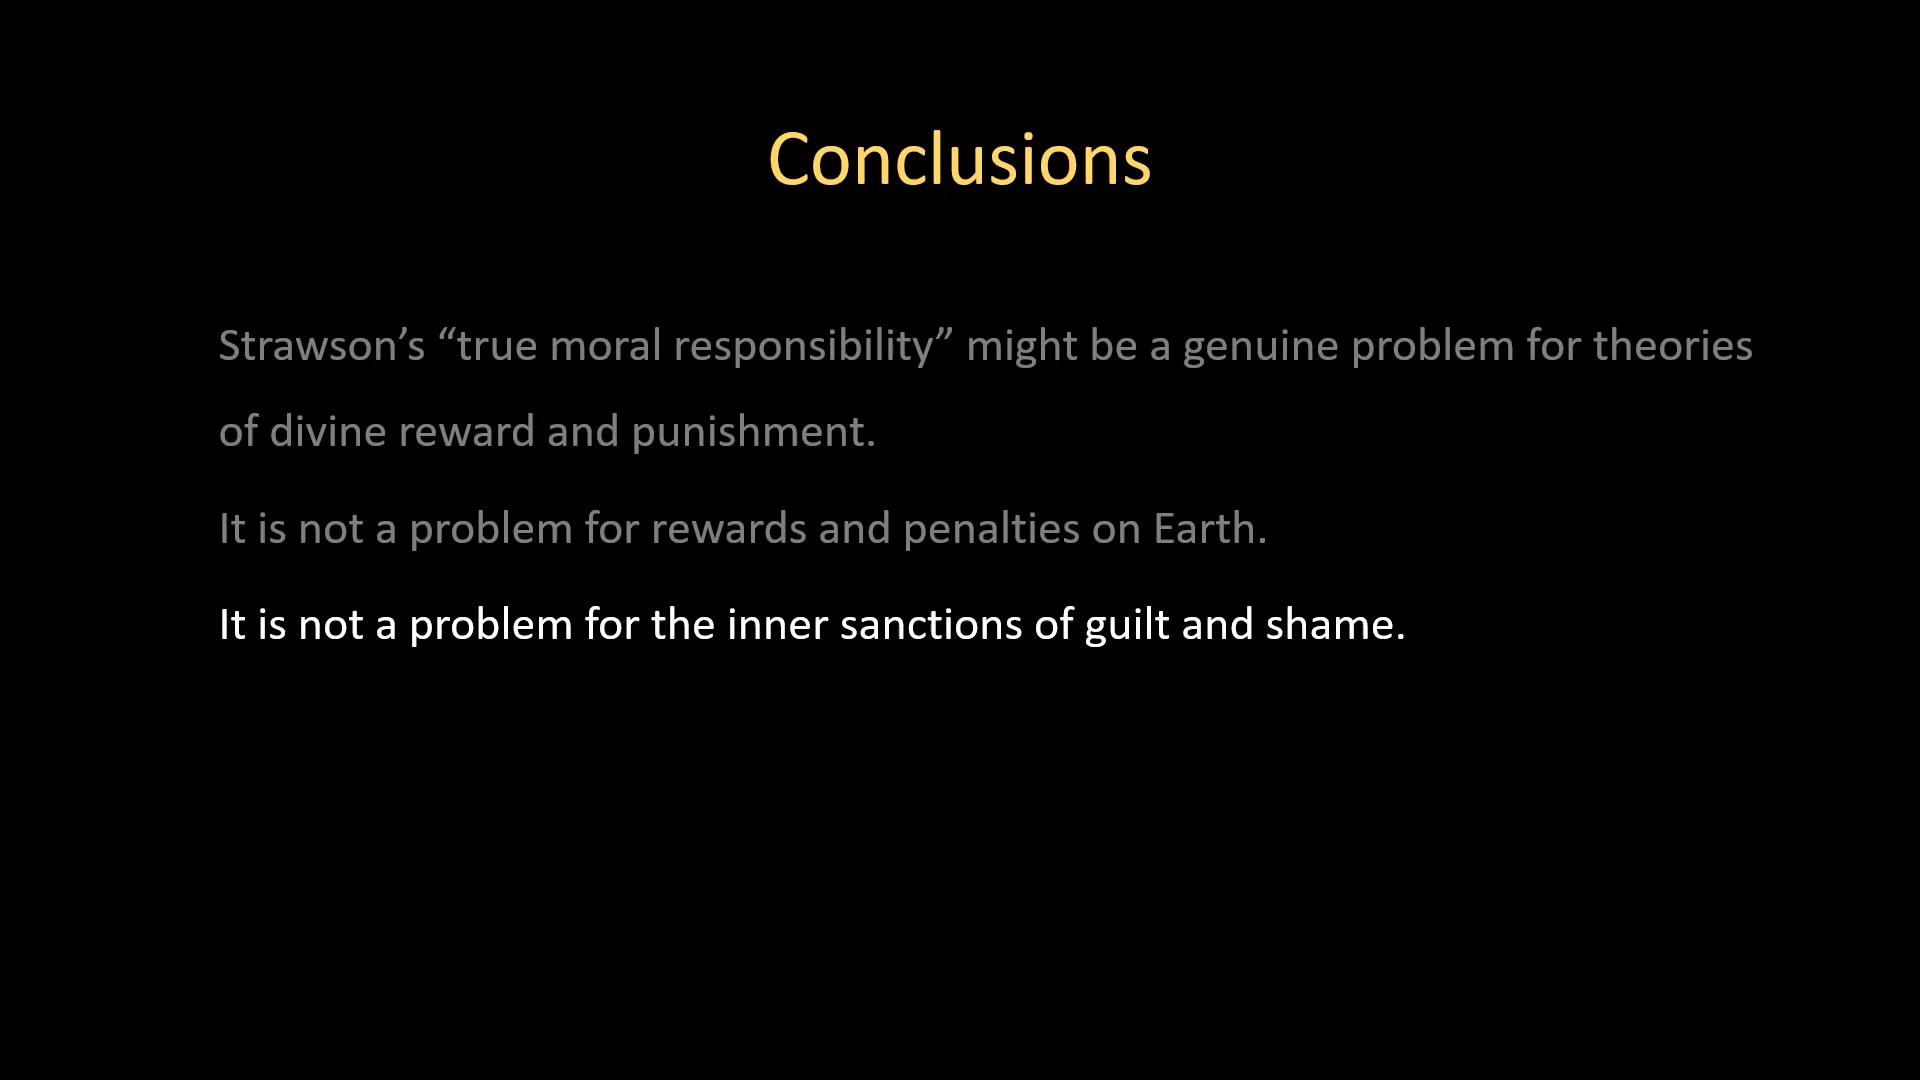 Conclusions
Strawson’s “true moral responsibility” might be a genuine problem for theories
of divine reward and punishment.
It is not a problem for rewards and penalties on Earth.
It is not a problem for the inner sanctions of guilt and shame.